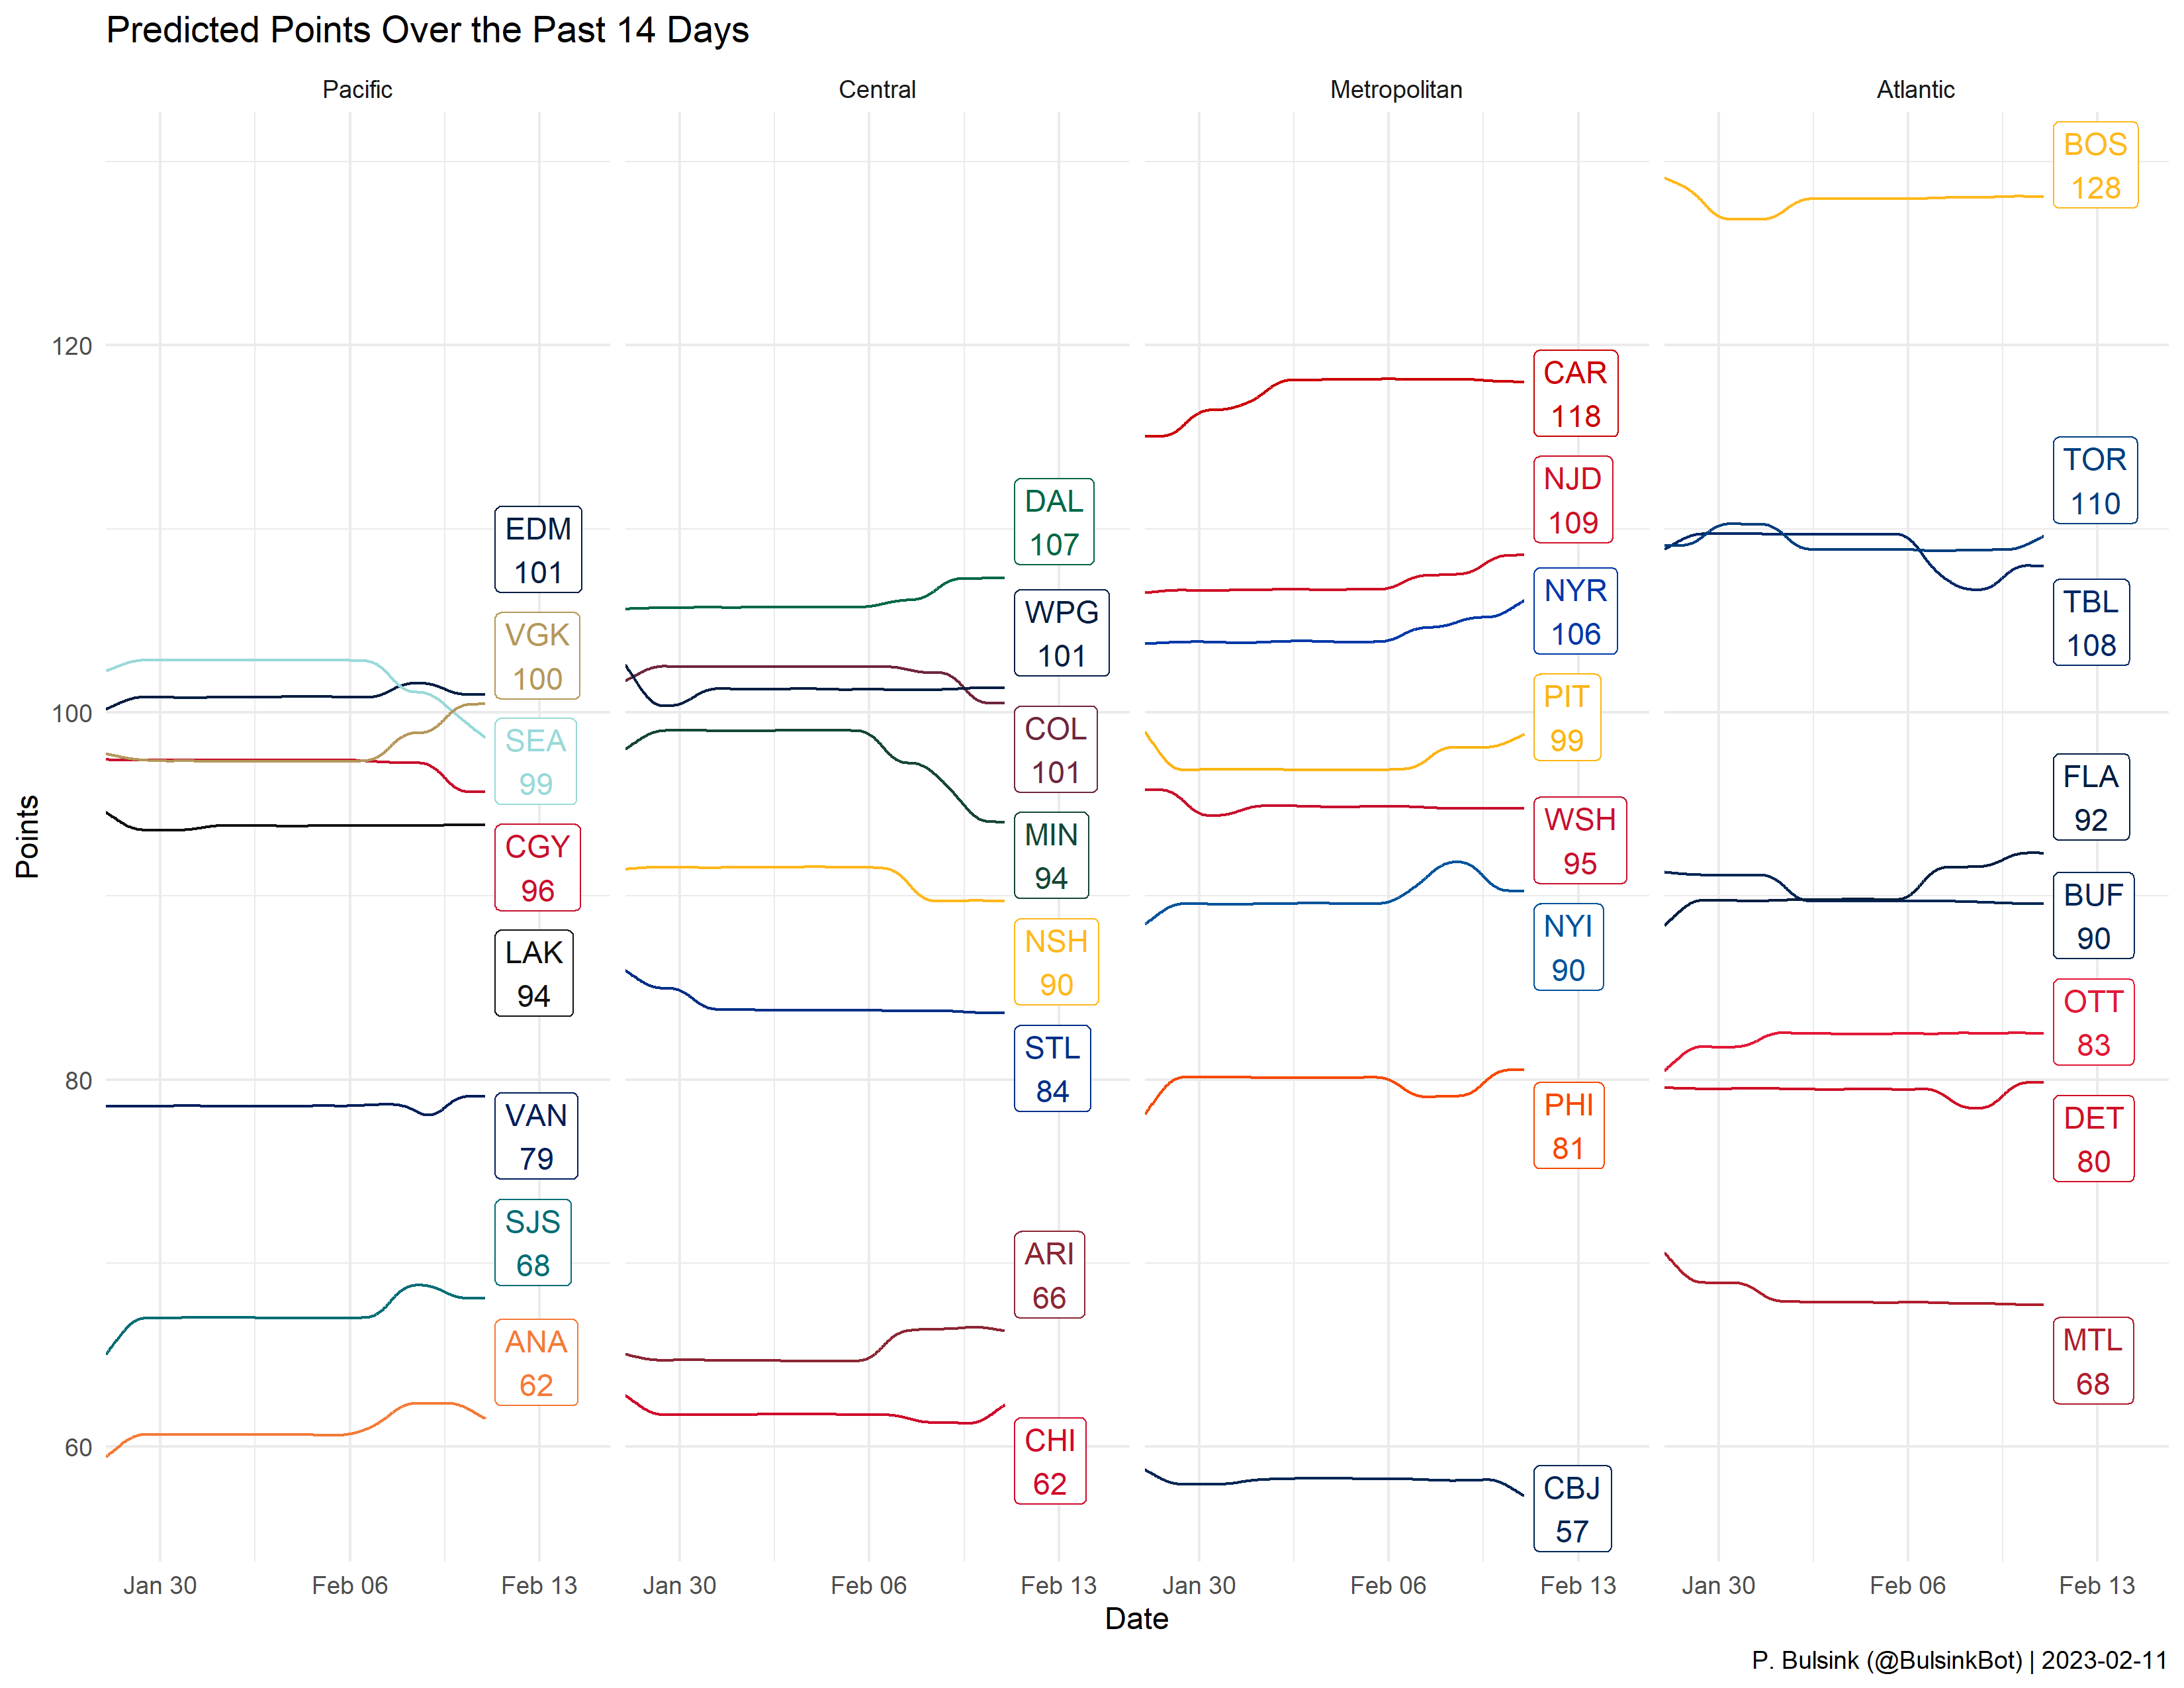 Predicted Points Over the Past 14 Days
Pacific
Central
Metropolitan
Atlantic
Points
120
100
80
60
EDM
101
VGK
100
SEA
99
CGY
96
LAK
94
VAN
79
SJS
68
ANA
62
DAL
107
WPG
101
COL
101
MIN
94
NSH
90
STL
84
ARI
66
CHI
62
CAR
118
NJD
109
NYR
106
PIT
99
WSH
95
NYI
90
PHI
81
CBJ
57
BOS
128
TOR
110
TBL
108
FLA
92
BUF
90
OTT
83
DET
80
MTL
68
Jan 30
Feb 06
Feb 13
Jan 30
Feb 06
Feb 13
Jan 30
Feb 06
Feb 13
Jan 30
Feb 06
Feb 13
Date
P. Bulsink (@BulsinkBot) | 2023-02-11